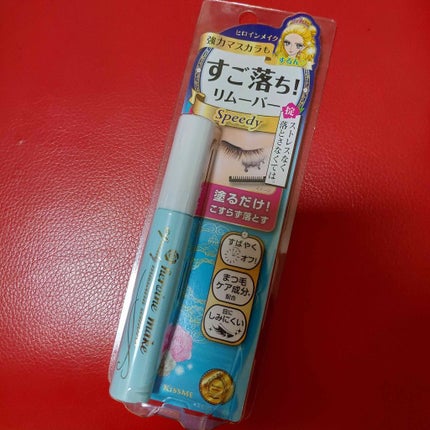 ヒロインメイク
強力マスカラも
すご落ち!
リムーバー
Speedy
掟
ストレスなく
落とさなくては
塗るだけ!
こすらず落とす
すばやく
オフ!
まつ毛
ケア成分
配合
目に
しみにくい
heroine make
KISSME